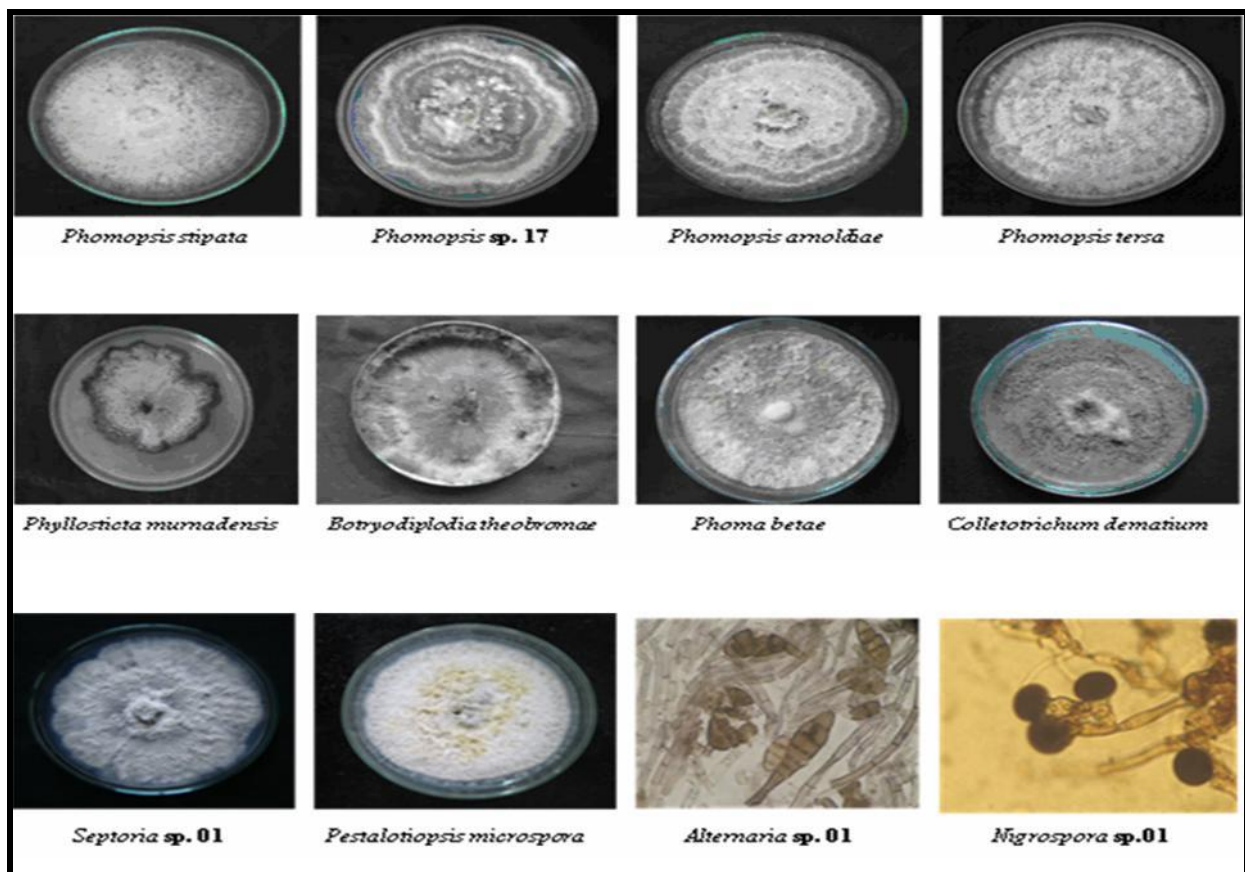 Phomopsis stipata
Phomopsis sp. 17
Phomopsis arnoldiae
Phomopsis tersa
Phyllosticta murnadensis
Botryodiplodia theobromae
Phoma betae
Colletotrichum dematium
Septoria sp. 01
Pestalotiopsis microspora
Alternaria sp. 01
Nigrospora sp.01